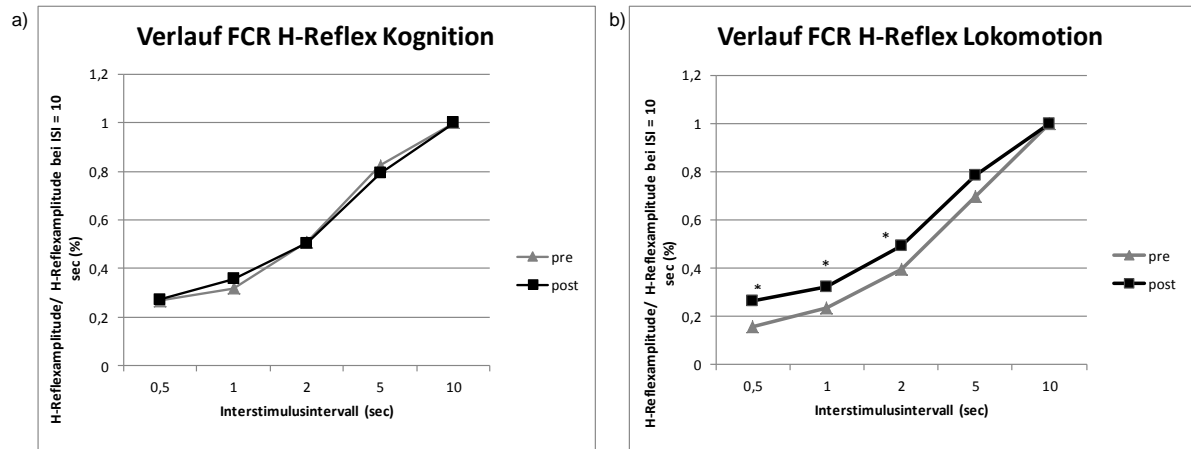 a)
Verlauf FCR H-Reflex Kognition
H-Reflexamplitude/ H-Reflexamplitude bei ISI = 10
sec (%)
1,2
1
0,8
0,6
0,4
0,2
0
0,5 1 2 5 10
Interstimulusintervall (sec)
pre
post
b)
Verlauf FCR H-Reflex Lokomotion
H-Reflexamplitude/ H-Reflexamplitude bei ISI = 10
sec (%)
1,2
1
0,8
0,6
0,4
0,2
0
* * *
0,5 1 2 5 10
Interstimulusintervall (sec)
pre
post